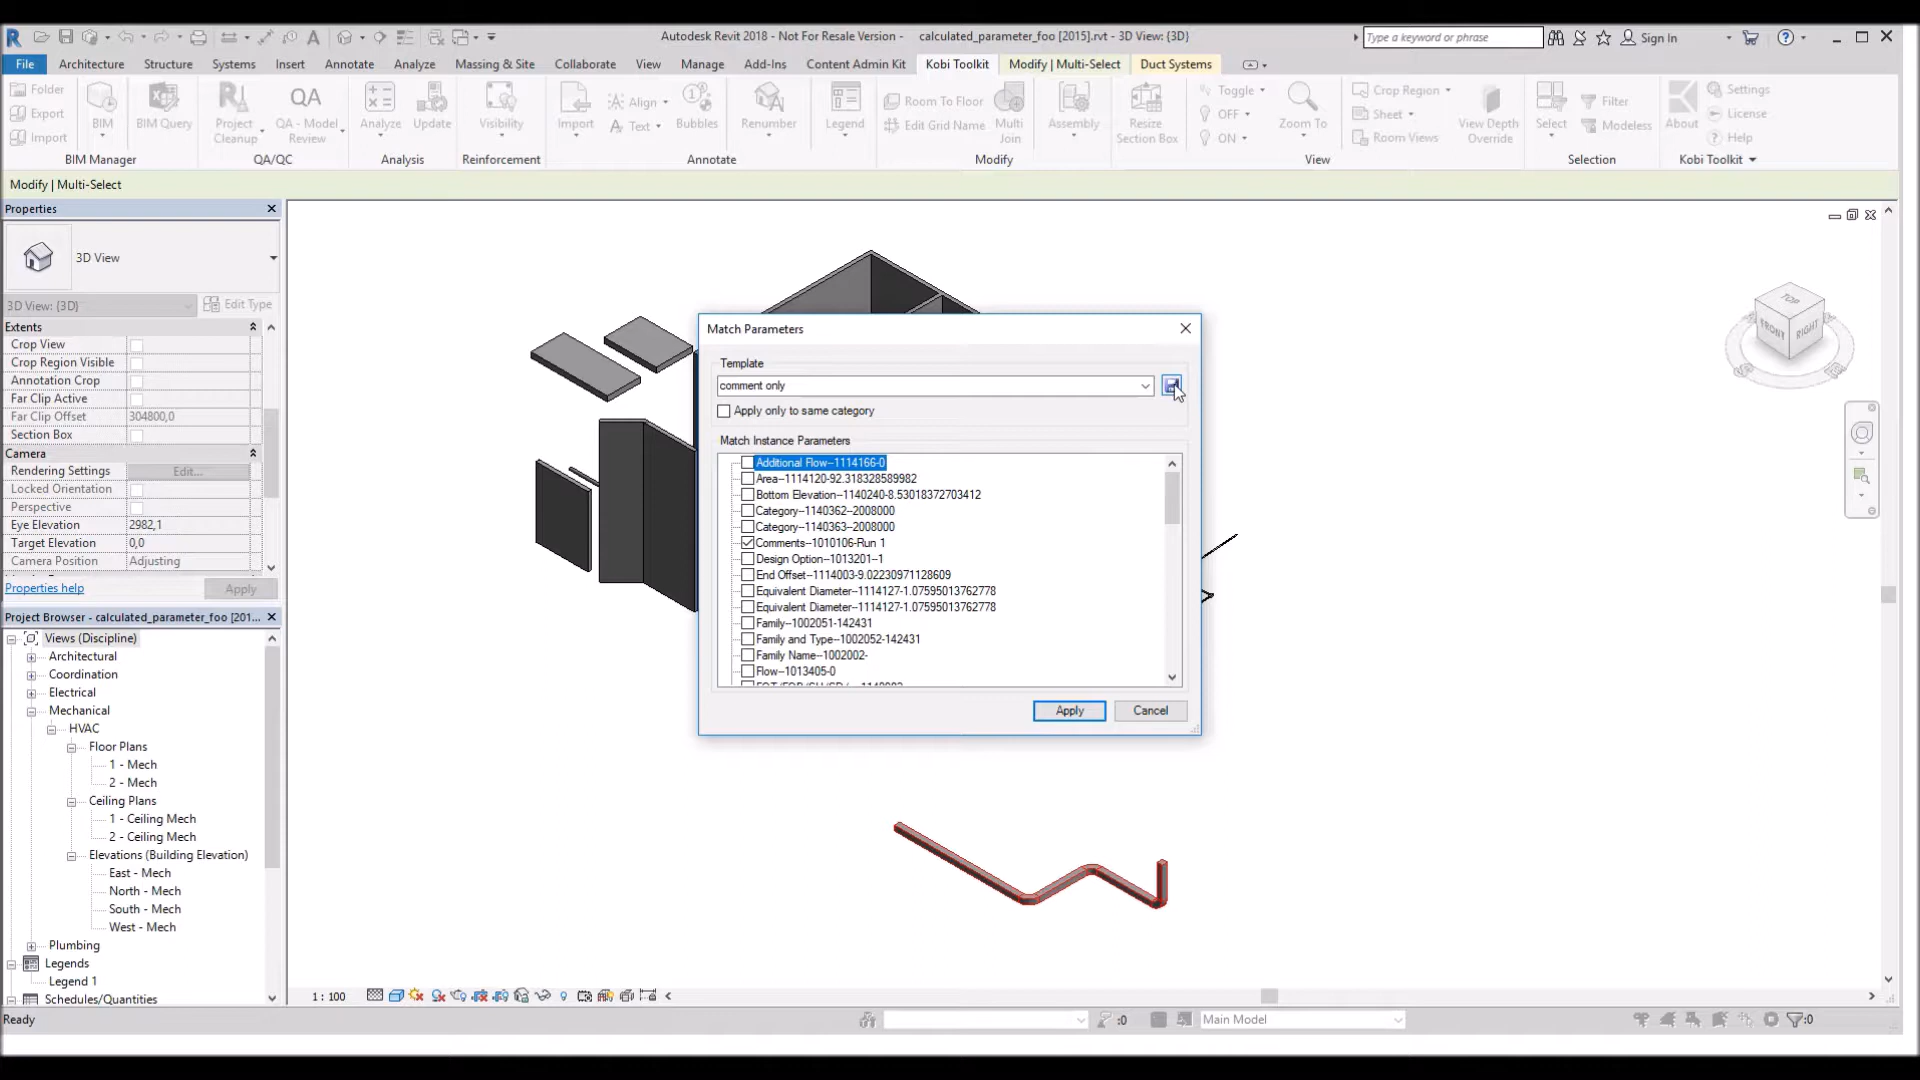 Autodesk Revit 2018 - Not For Resale Version - calculated_parameter_foo [2015].rvt - 3D View: {3D}
Type a keyword or phrase
Sign In
File Architecture Structure Systems Insert Annotate Analyze Massing & Site Collaborate View Manage Add-Ins Content Admin Kit Kobi Toolkit Modify | Multi-Select Duct Systems
Folder
Export
Import
BIM
BIM Query
Project Cleanup
QA - Model Review
Analyze
Update
Visibility
Import
Align
Text
Bubbles
Renumber
Legend
Room To Floor
Edit Grid Name
Multi Join
Assembly
Resize Section Box
Toggle
OFF
ON
Zoom To
Crop Region
Sheet
Room Views
View Depth Override
Select
Filter
Modeless
About
Settings
License
Help
BIM Manager QA/QC Analysis Reinforcement Annotate Modify View Selection Kobi Toolkit
Modify | Multi-Select
Properties
3D View
3D View: {3D} Edit Type
Extents
Crop View
Crop Region Visible
Annotation Crop
Far Clip Active
Far Clip Offset 304800,0
Section Box
Camera
Rendering Settings Edit...
Locked Orientation
Perspective
Eye Elevation 2982,1
Target Elevation 0,0
Camera Position Adjusting
Properties help Apply
Project Browser - calculated_parameter_foo [201...
Views (Discipline)
Architectural
Coordination
Electrical
Mechanical
HVAC
Floor Plans
1 - Mech
2 - Mech
Ceiling Plans
1 - Ceiling Mech
2 - Ceiling Mech
Elevations (Building Elevation)
East - Mech
North - Mech
South - Mech
West - Mech
Plumbing
Legends
Legend 1
Schedules/Quantities
Match Parameters
Template
comment only
Apply only to same category
Match Instance Parameters
Additional Flow--1114166-0
Area--1114120-92.318328589982
Bottom Elevation--1140240-8.53018372703412
Category--1140362--2008000
Category--1140363--2008000
Comments--1010106-Run 1
Design Option--1013201--1
End Offset--1114003-9.02230971128609
Equivalent Diameter--1114127-1.07595013762778
Equivalent Diameter--1114127-1.07595013762778
Family--1002051-142431
Family and Type--1002052-142431
Family Name--1002002-
Flow--1013405-0
Apply Cancel
TOP
FRONT
RIGHT
1 : 100
Ready
:0
Main Model
:0